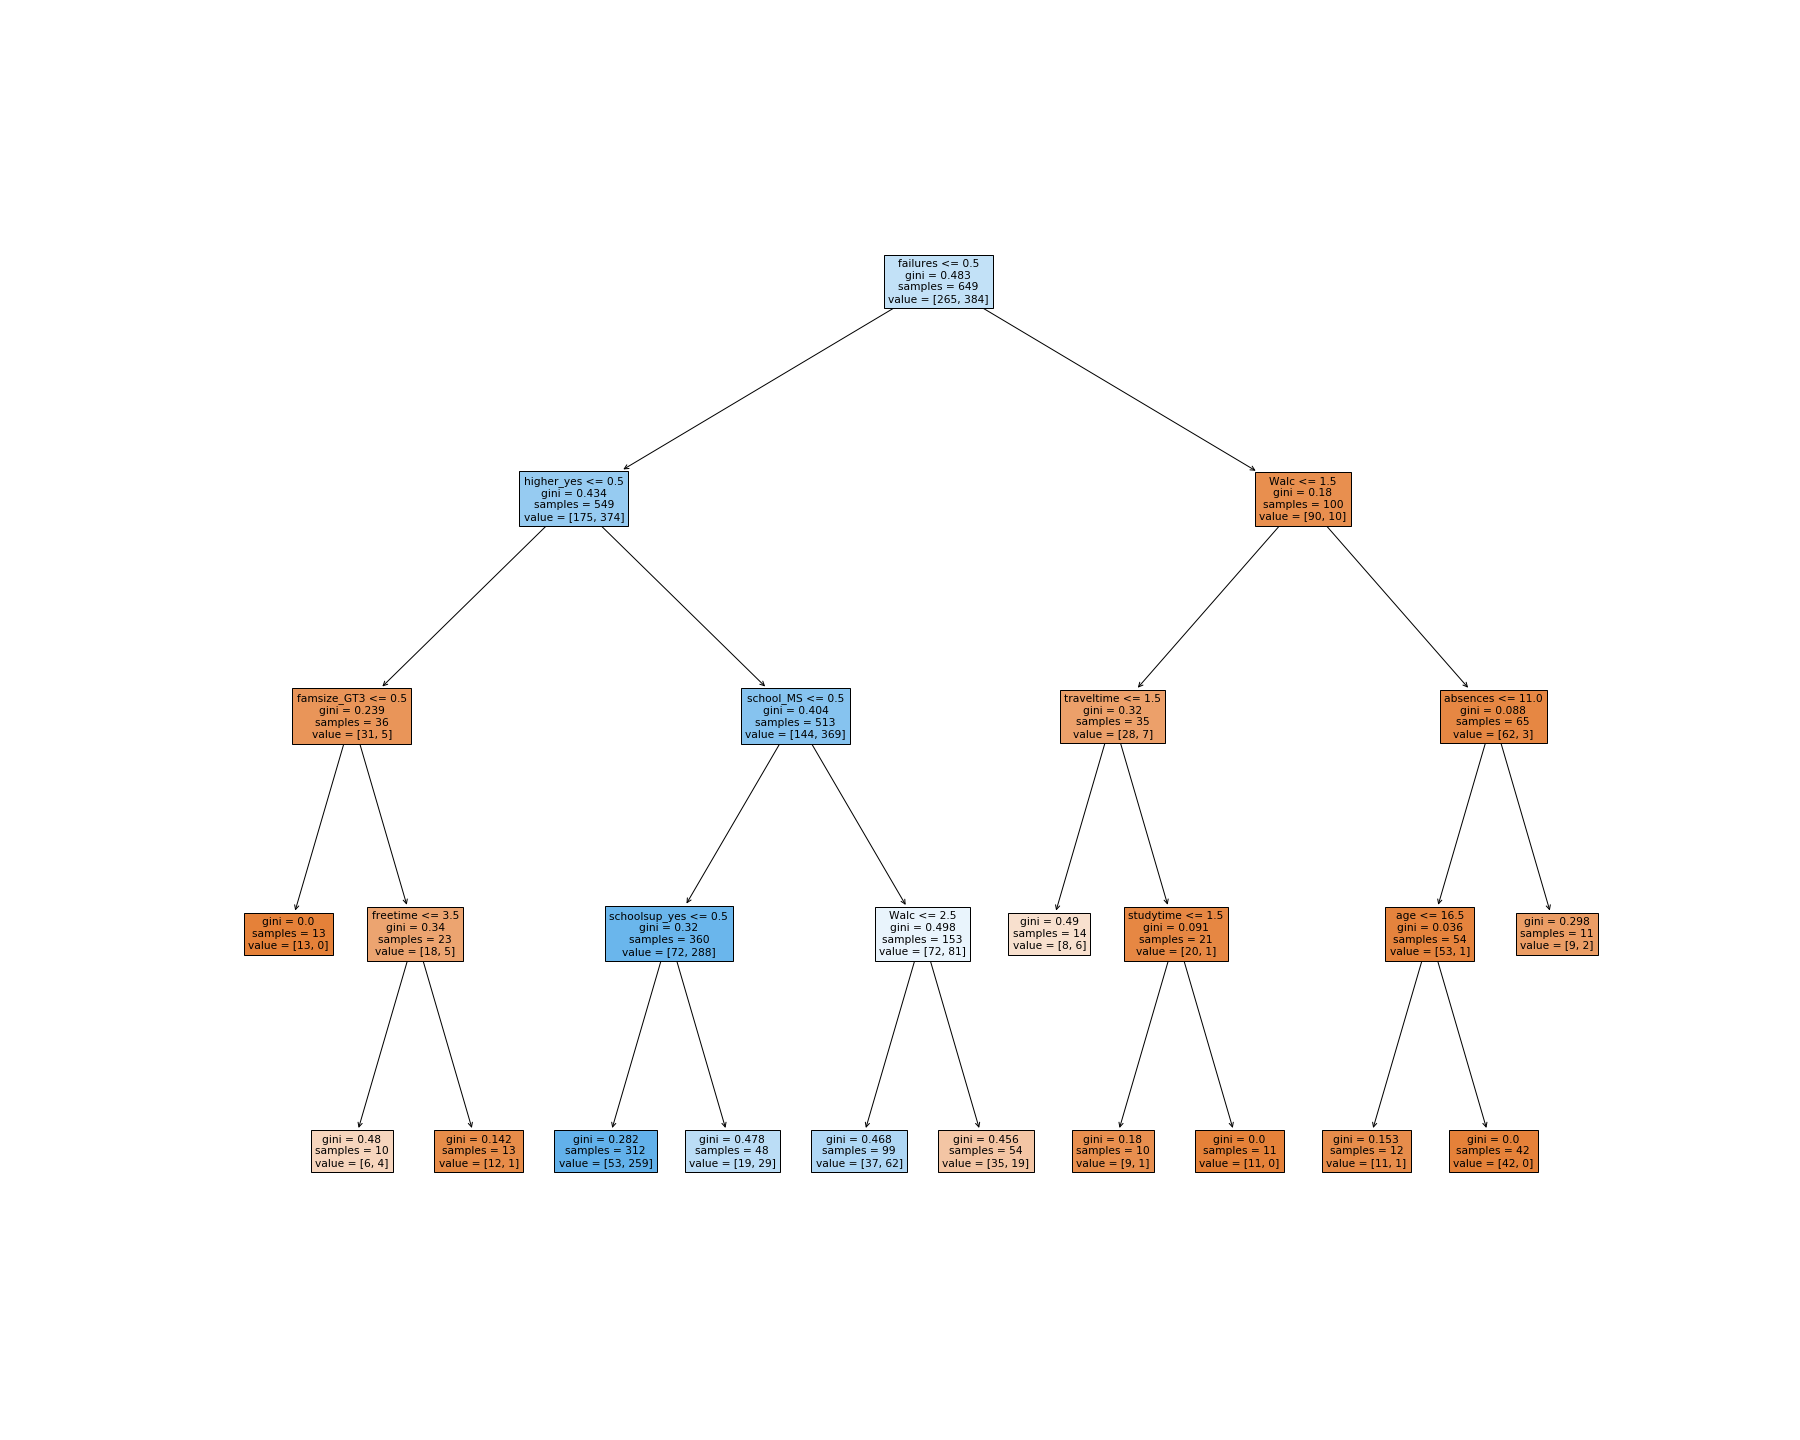 failures <= 0.5
gini = 0.483
samples = 649
value = [265, 384]
higher_yes <= 0.5
gini = 0.434
samples = 549
value = [175, 374]
Walc <= 1.5
gini = 0.18
samples = 100
value = [90, 10]
famsize_GT3 <= 0.5
gini = 0.239
samples = 36
value = [31, 5]
school_MS <= 0.5
gini = 0.404
samples = 513
value = [144, 369]
traveltime <= 1.5
gini = 0.32
samples = 35
value = [28, 7]
absences <= 11.0
gini = 0.088
samples = 65
value = [62, 3]
gini = 0.0
samples = 13
value = [13, 0]
freetime <= 3.5
gini = 0.34
samples = 23
value = [18, 5]
schoolsup_yes <= 0.5
gini = 0.32
samples = 360
value = [72, 288]
Walc <= 2.5
gini = 0.498
samples = 153
value = [72, 81]
gini = 0.49
samples = 14
value = [8, 6]
studytime <= 1.5
gini = 0.091
samples = 21
value = [20, 1]
age <= 16.5
gini = 0.036
samples = 54
value = [53, 1]
gini = 0.298
samples = 11
value = [9, 2]
gini = 0.48
samples = 10
value = [6, 4]
gini = 0.142
samples = 13
value = [12, 1]
gini = 0.282
samples = 312
value = [53, 259]
gini = 0.478
samples = 48
value = [19, 29]
gini = 0.468
samples = 99
value = [37, 62]
gini = 0.456
samples = 54
value = [35, 19]
gini = 0.18
samples = 10
value = [9, 1]
gini = 0.0
samples = 11
value = [11, 0]
gini = 0.153
samples = 12
value = [11, 1]
gini = 0.0
samples = 42
value = [42, 0]